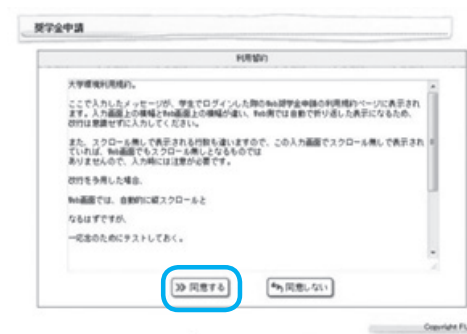 奨学金申請
利用誓約
大学環境利用規約。
ここで入力したメッセージが、学生でログインした際のWeb奨学金申請の利用規約ページに表示され
ます。入力画面上の横幅とWeb画面上の横幅が違い、Web側では自動で折り返した表示になるため、
改行は意識せずに入力してください。
また、スクロール無しで表示される行数も違いますので、この入力画面でスクロール無しで表示され
ていれば、Web画面でもスクロール無しとなるものでは
ありませんので、入力時には注意が必要です。
改行を多用した場合、
Web画面では、自動的に縦スクロールと
なるはずですが、
一応念のためにテストしておく。
同意する
同意しない
Copyright